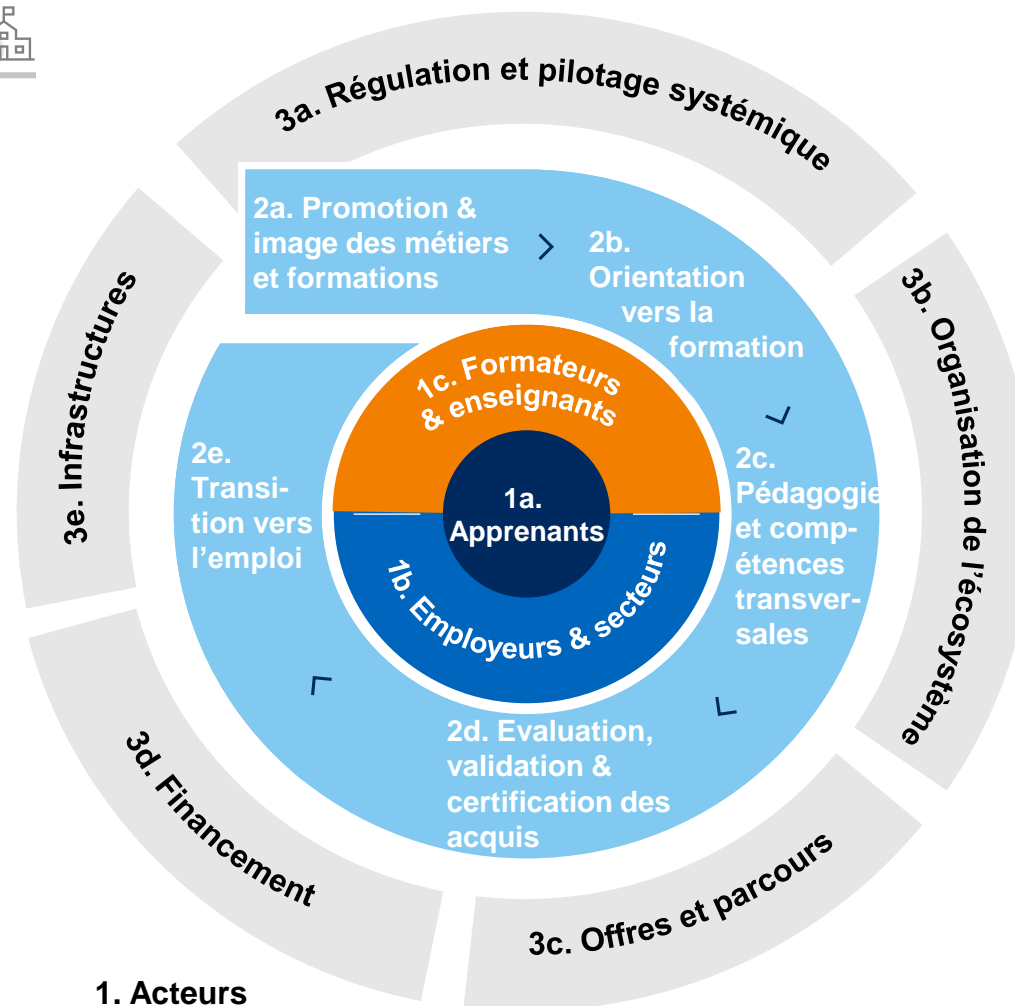 3a. Régulation et pilotage systémique
2a. Promotion &
image des métiers
et formations
2b.
Orientation
vers la
formation
3b. Organisation de l'écosystème
3e. Infrastructures
1c. Formateurs
& enseignants
2e.
Transi-
tion vers
l’emploi
1a.
Apprenants
2c.
Pédagogie
et comp-
étences
transver-
sales
1b. Employeurs & secteurs
2d. Evaluation,
validation &
certification des
acquis
3d. Financement
3c. Offres et parcours
1. Acteurs